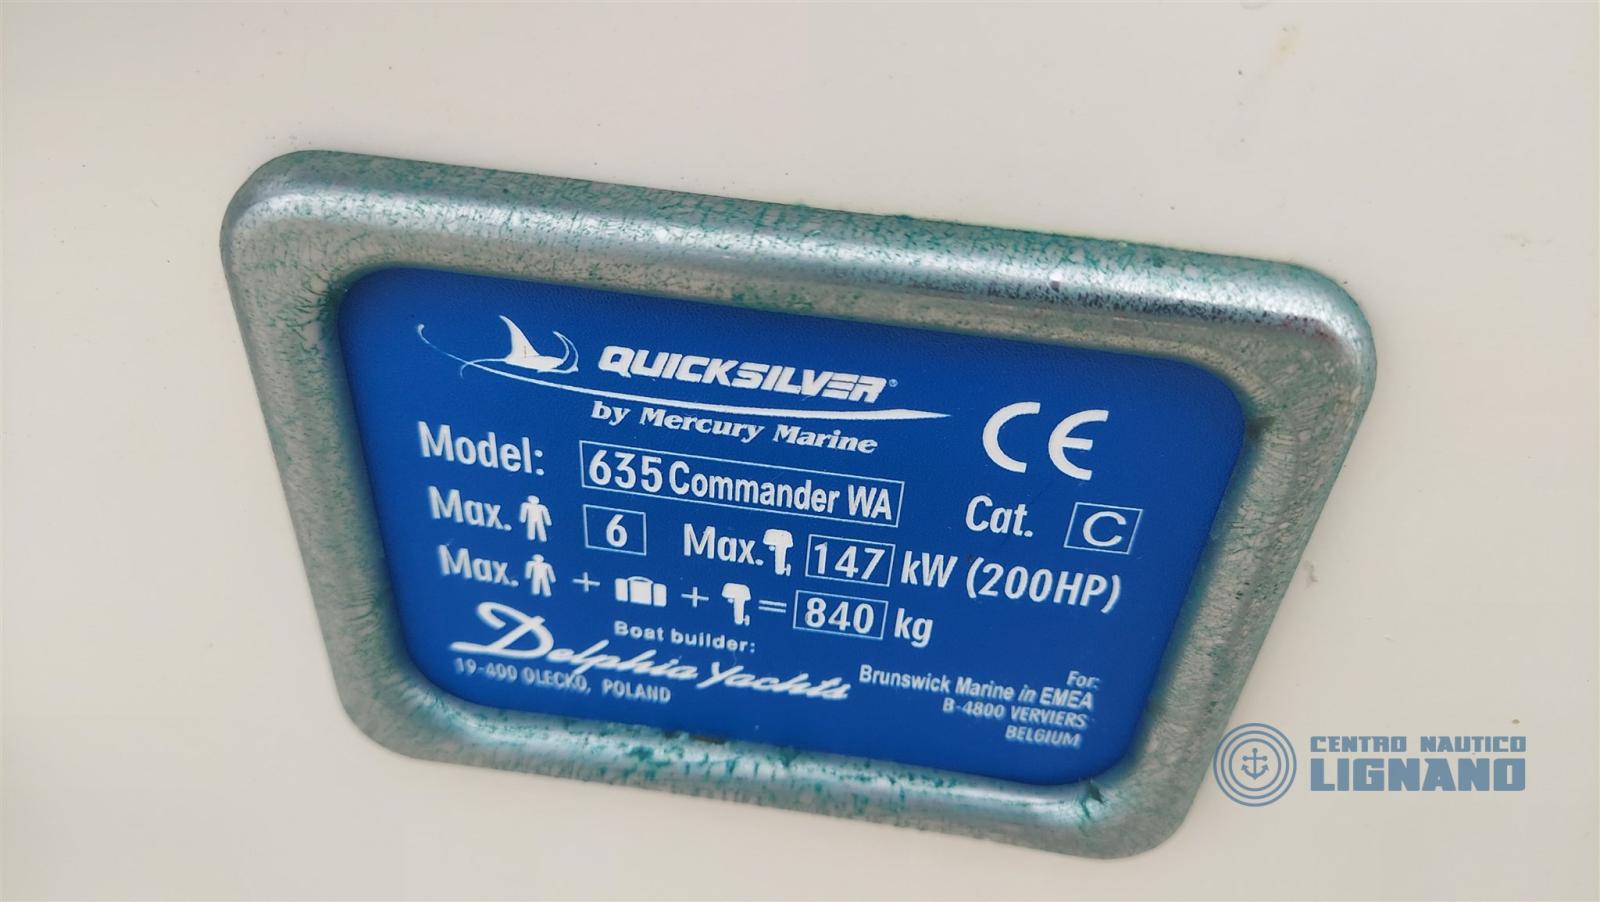 QUICKSILVER®
by Mercury Marine
CE
Model: 635 Commander WA
Cat. C
Max. 6 Max. 147 kW (200HP)
Max. + + = 840 kg
Boat builder:
Delphia Yachts
19-400 OLECKO, POLAND
For:
Brunswick Marine in EMEA
B-4800 VERVIERS
BELGIUM
CENTRO NAUTICO
LIGNANO